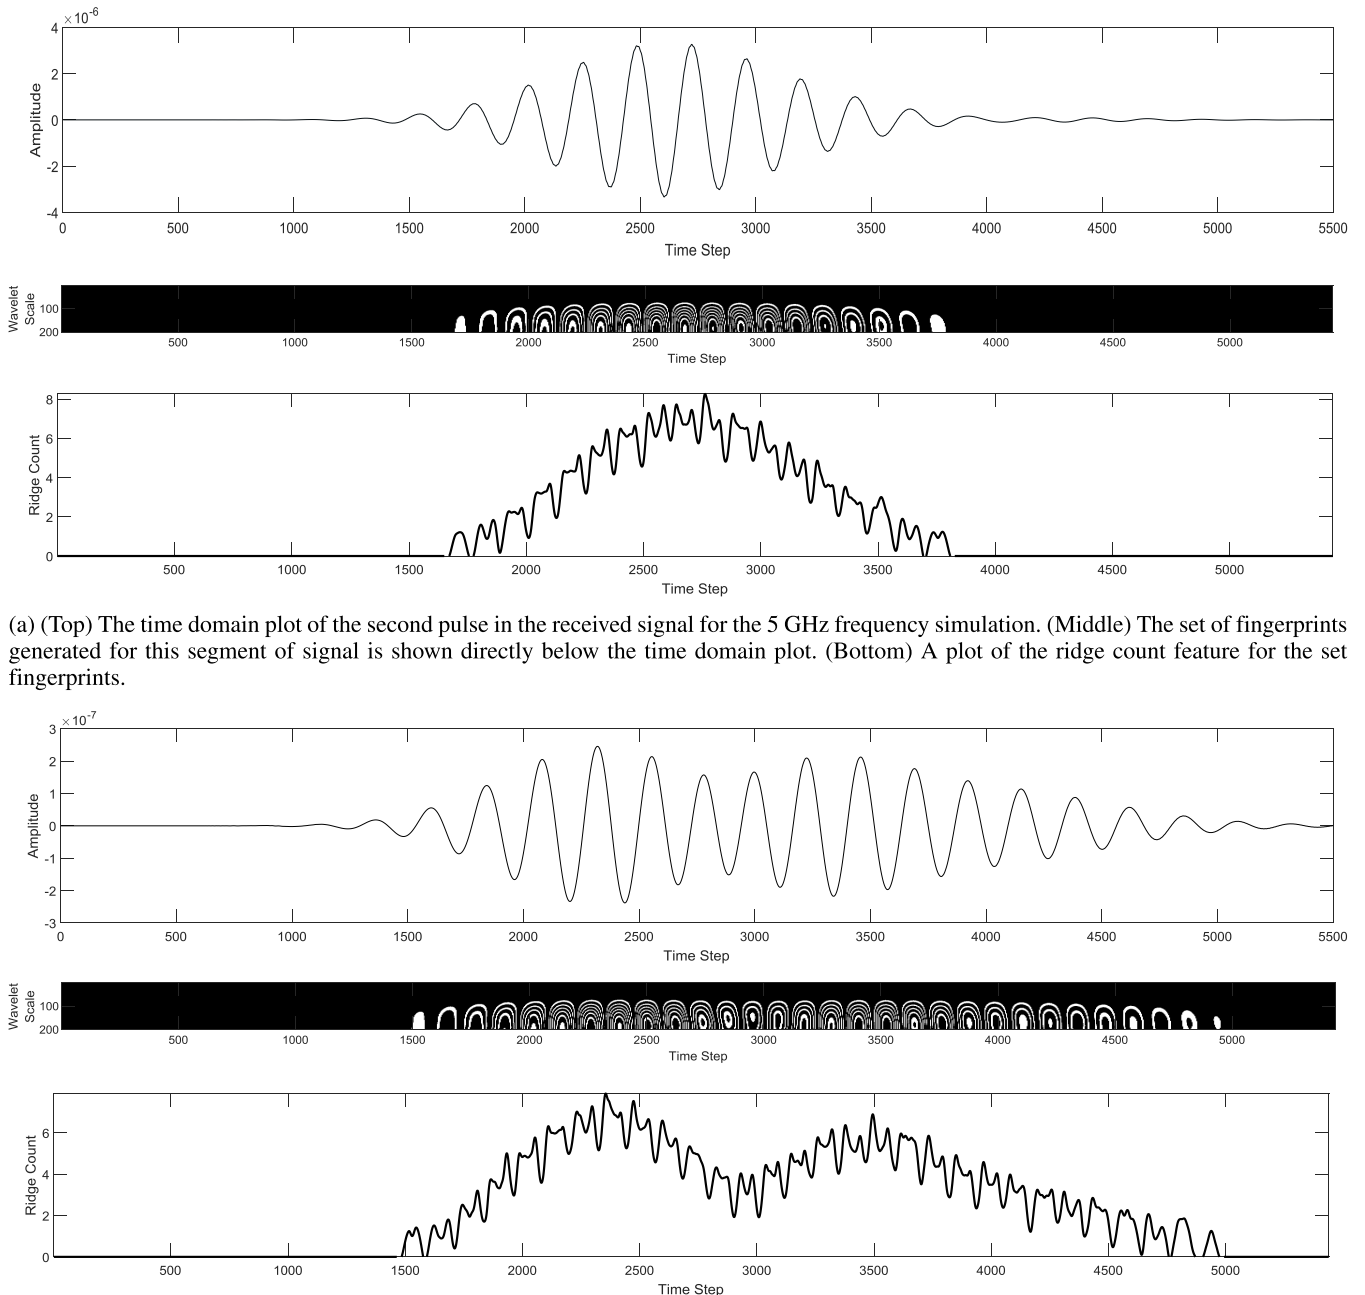 ×10-6
4
2
0
-2
-4
Amplitude
0 500 1000 1500 2000 2500 3000 3500 4000 4500 5000 5500
Time Step
Wavelet
Scale
100
200
500 1000 1500 2000 2500 3000 3500 4000 4500 5000
Time Step
8
6
4
2
0
Ridge Count
500 1000 1500 2000 2500 3000 3500 4000 4500 5000
Time Step
(a) (Top) The time domain plot of the second pulse in the received signal for the 5 GHz frequency simulation. (Middle) The set of fingerprints
generated for this segment of signal is shown directly below the time domain plot. (Bottom) A plot of the ridge count feature for the set
fingerprints.
×10-7
3
2
1
0
-1
-2
-3
Amplitude
0 500 1000 1500 2000 2500 3000 3500 4000 4500 5000 5500
Time Step
Wavelet
Scale
100
200
500 1000 1500 2000 2500 3000 3500 4000 4500 5000
Time Step
6
4
2
0
Ridge Count
500 1000 1500 2000 2500 3000 3500 4000 4500 5000
Time Step